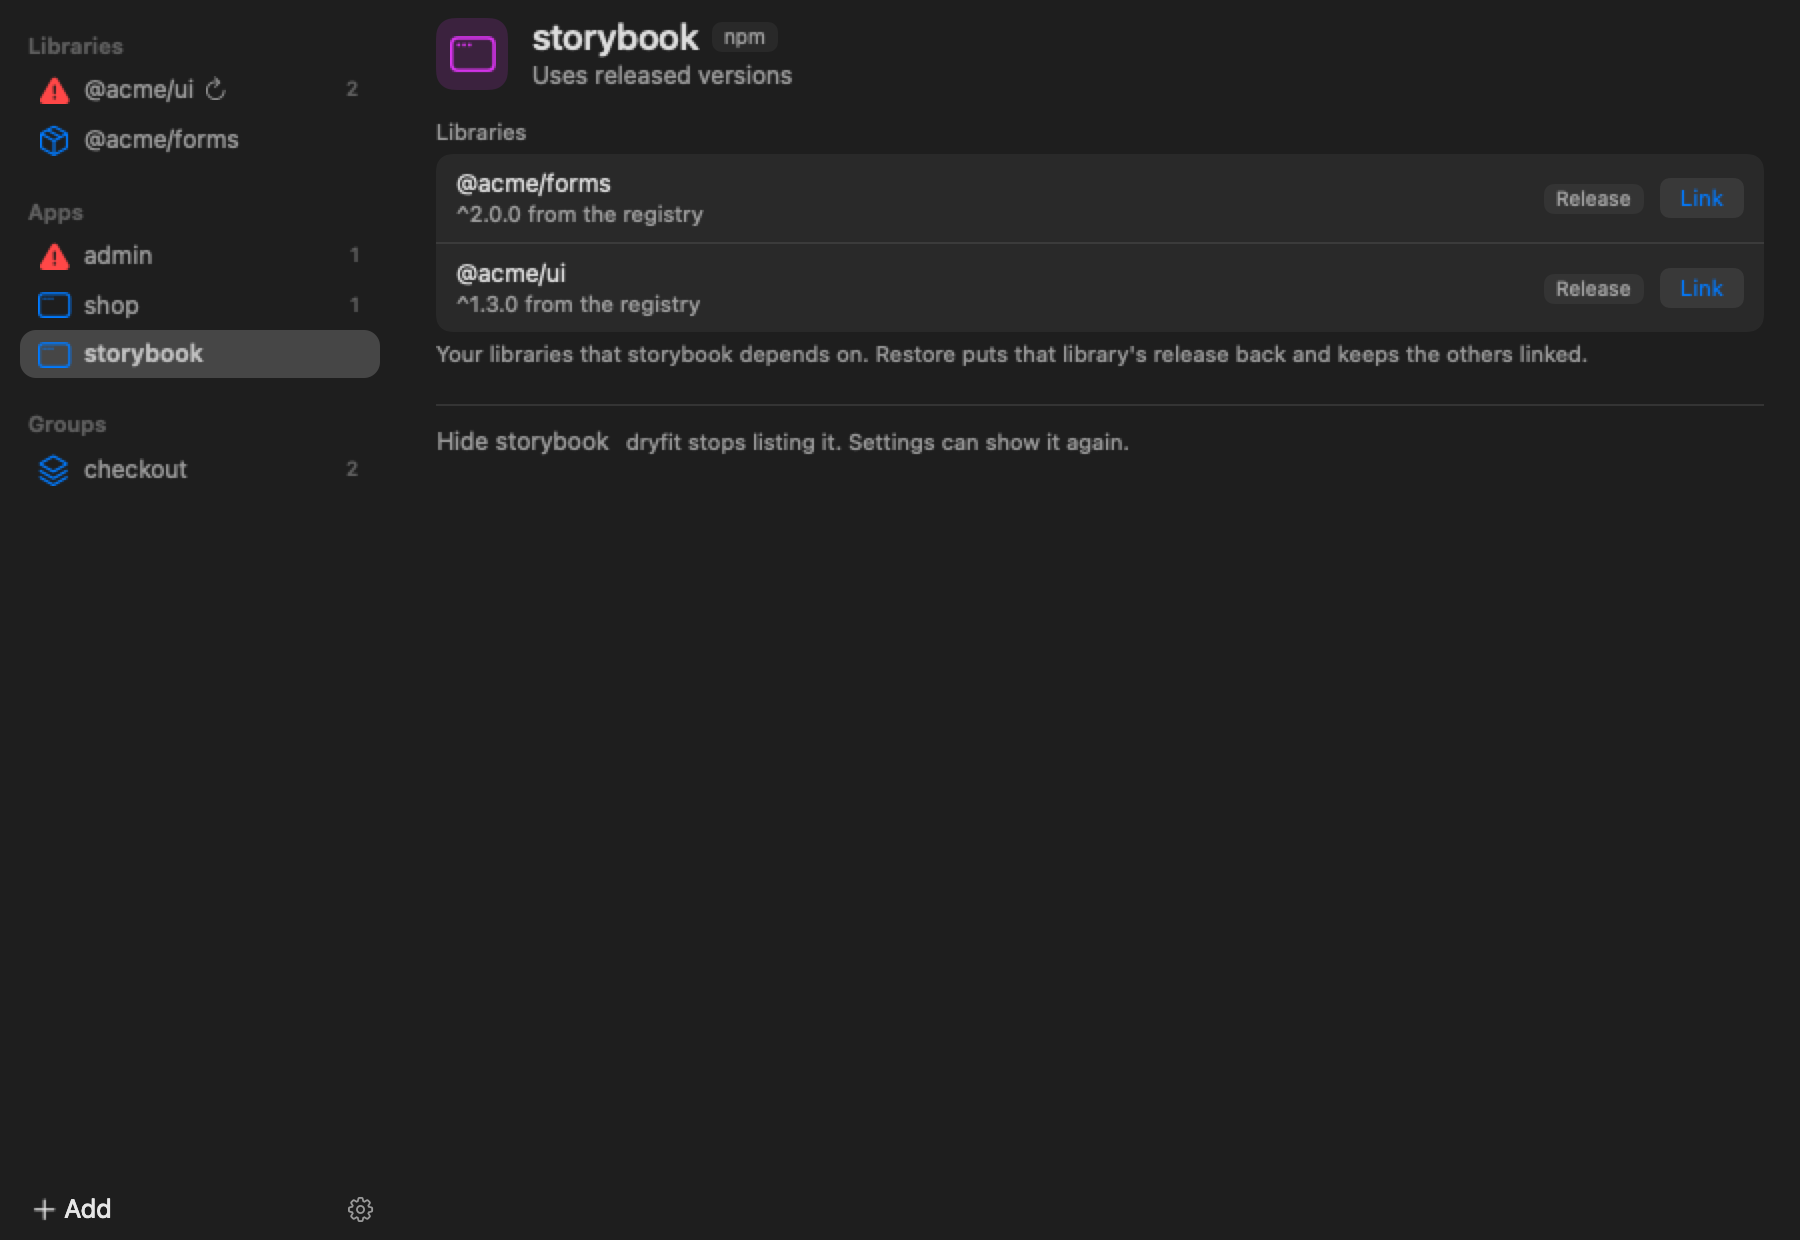 Libraries
@acme/ui 2
@acme/forms
Apps
admin 1
shop 1
storybook
Groups
checkout 2
Add
storybook npm
Uses released versions
Libraries
@acme/forms
^2.0.0 from the registry
Release Link
@acme/ui
^1.3.0 from the registry
Release Link
Your libraries that storybook depends on. Restore puts that library's release back and keeps the others linked.
Hide storybook dryfit stops listing it. Settings can show it again.